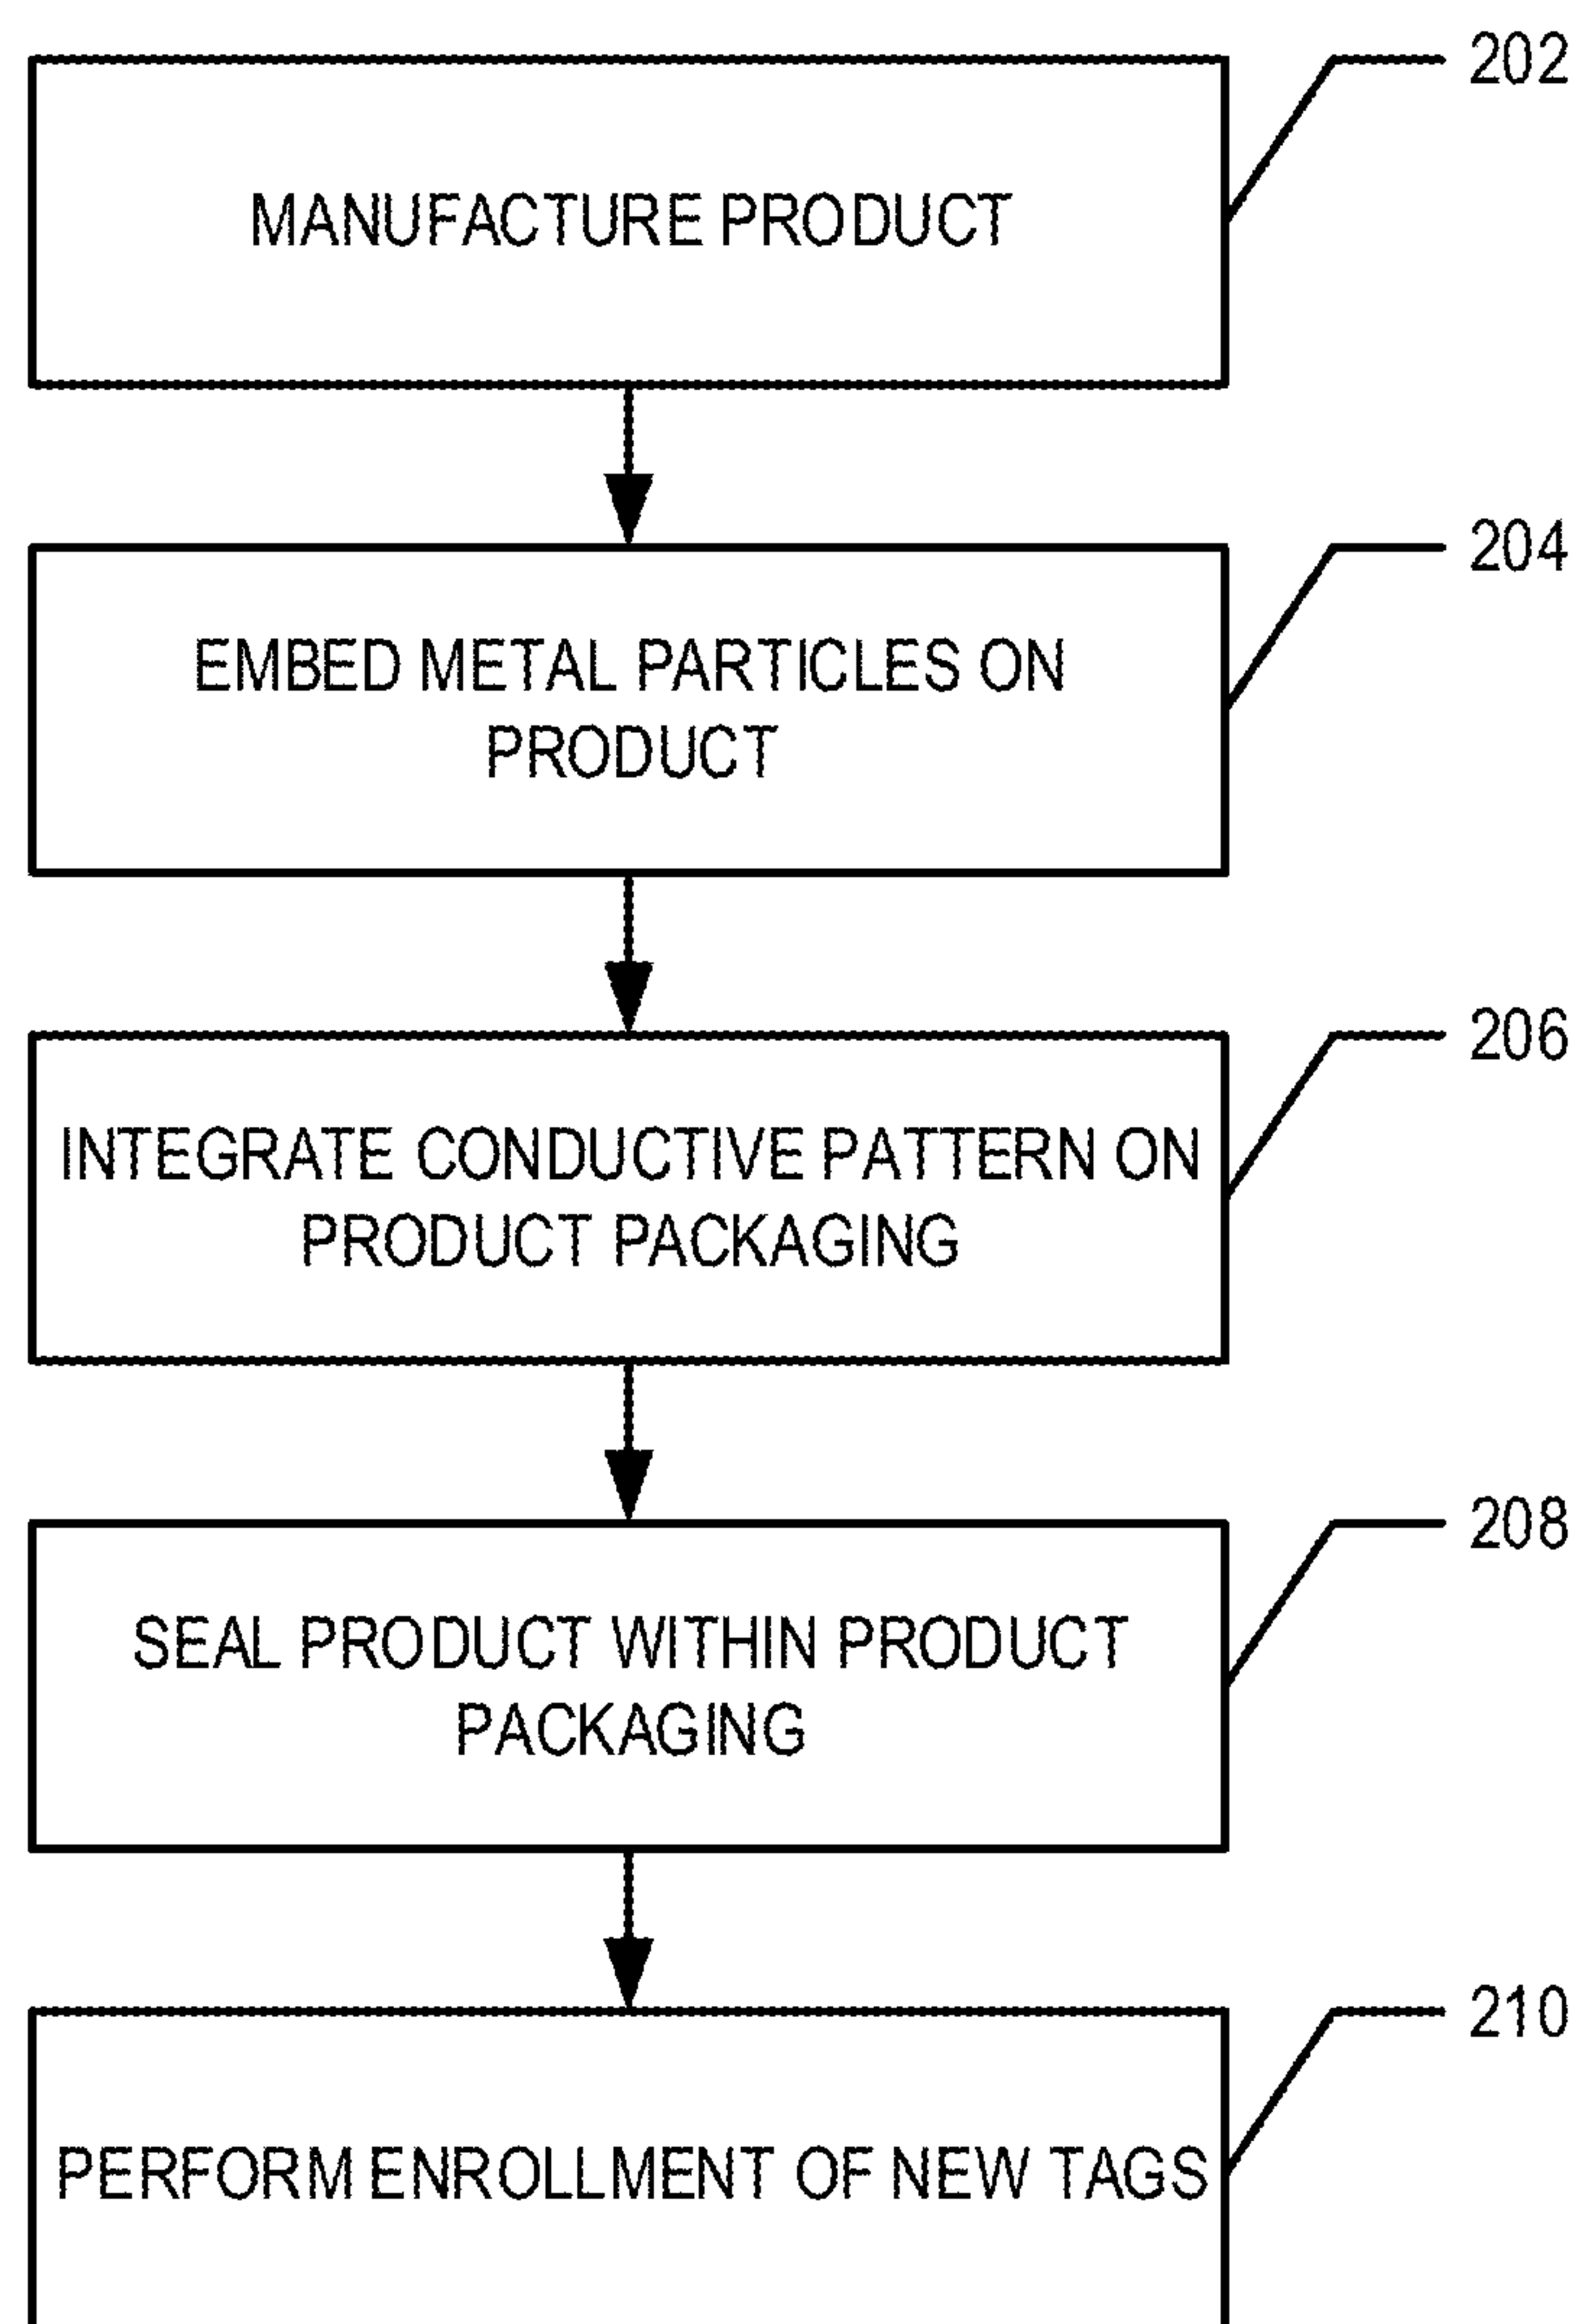 202
MANUFACTURE PRODUCT
204
EMBED METAL PARTICLES ON
PRODUCT
206
INTEGRATE CONDUCTIVE PATTERN ON
PRODUCT PACKAGING
208
SEAL PRODUCT WITHIN PRODUCT
PACKAGING
210
PERFORM ENROLLMENT OF NEW TAGS